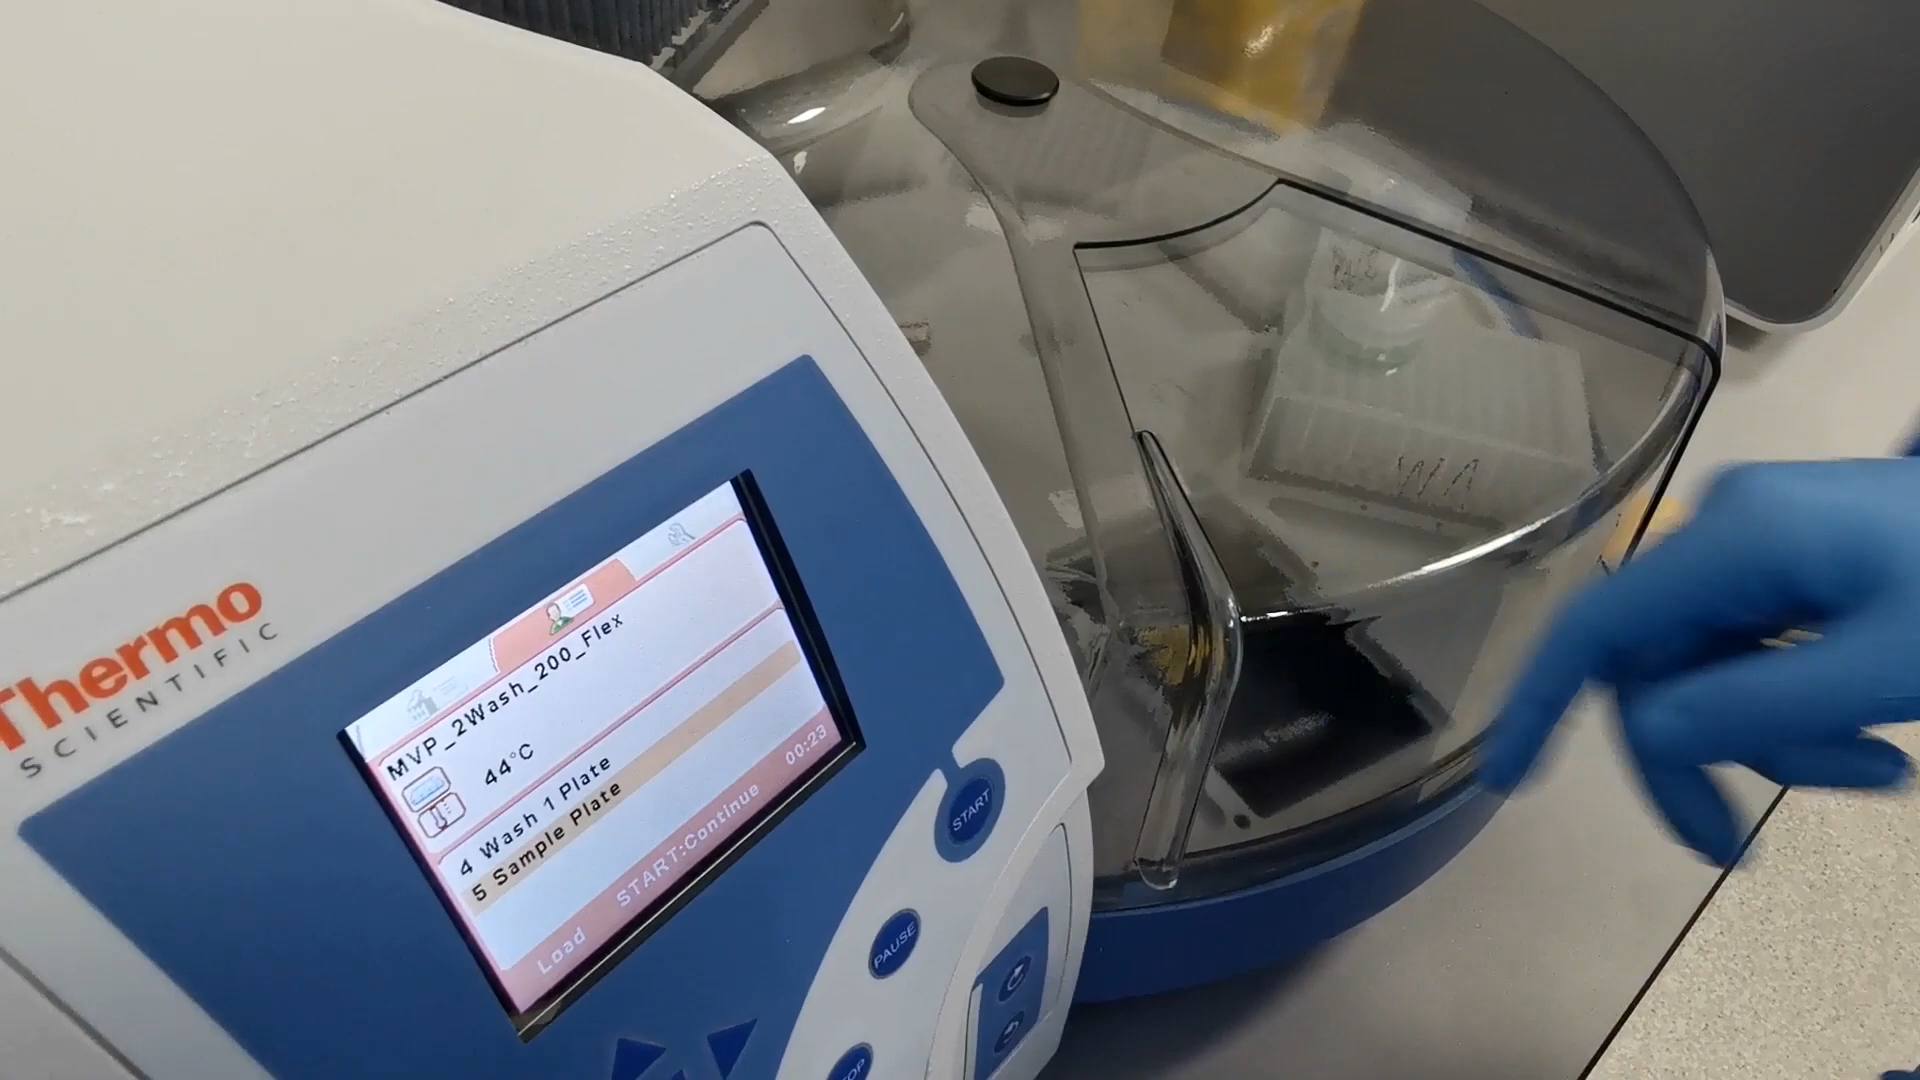 Thermo
SCIENTIFIC
MVP_2Wash_200_Flex
44°C
4 Wash 1 Plate
5 Sample Plate
Load START:Continue 00:23
START
PAUSE
WA